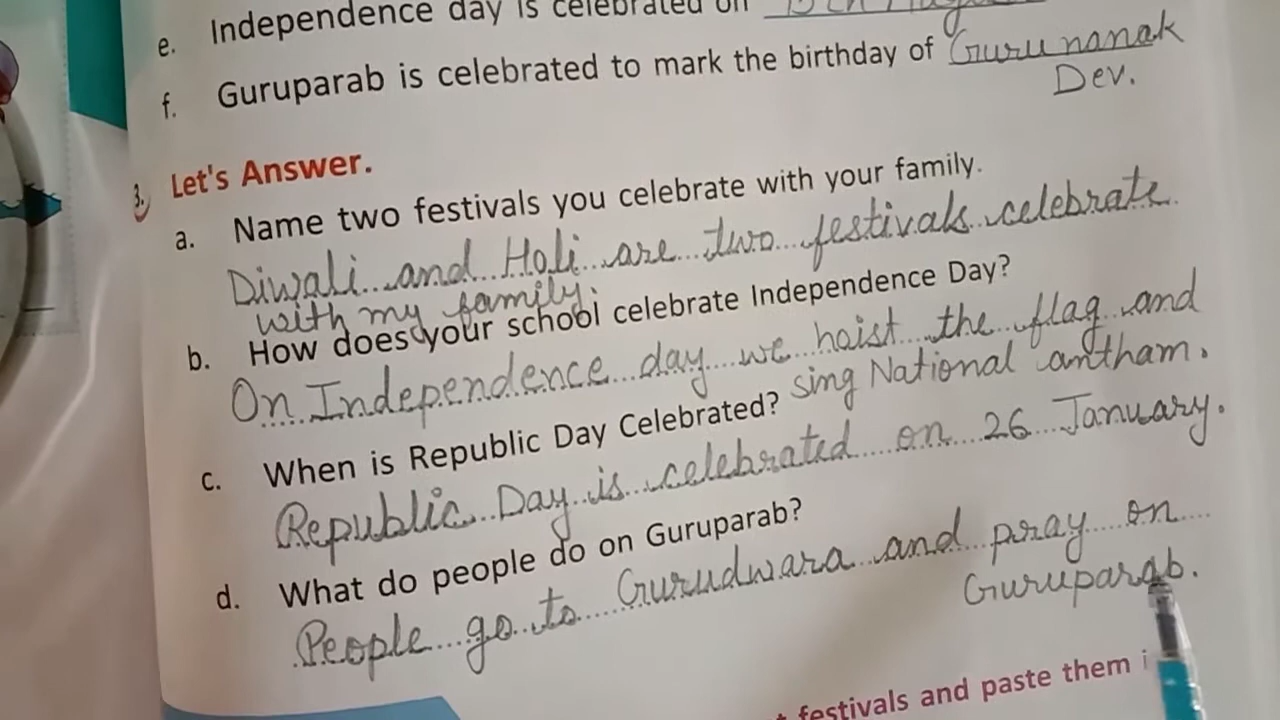 e. Independence day is celebrated on 15th
f. Guruparab is celebrated to mark the birthday of Guru nanak
Dev.
3. Let's Answer.
a. Name two festivals you celebrate with your family.
Diwali and Holi are two festivals celebrate
with my family.
b. How does your school celebrate Independence Day?
On Independence day we hoist the flag and
sing National antham.
c. When is Republic Day Celebrated?
Republic Day is celebrated on 26 January.
d. What do people do on Guruparab?
People go to Gurudwara and pray on
Guruparab.
festivals and paste them